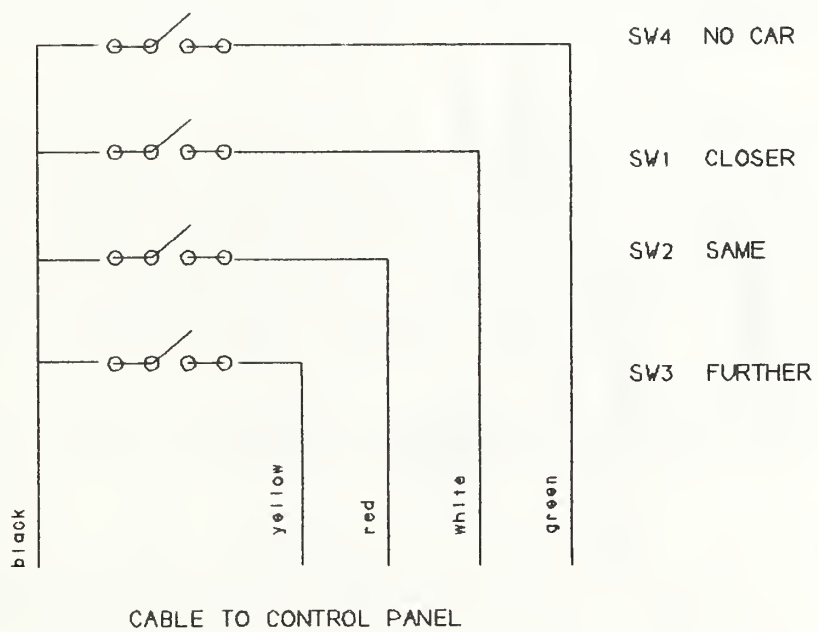 SW4 NO CAR
SW1 CLOSER
SW2 SAME
SW3 FURTHER
black
yellow
red
white
green
CABLE TO CONTROL PANEL